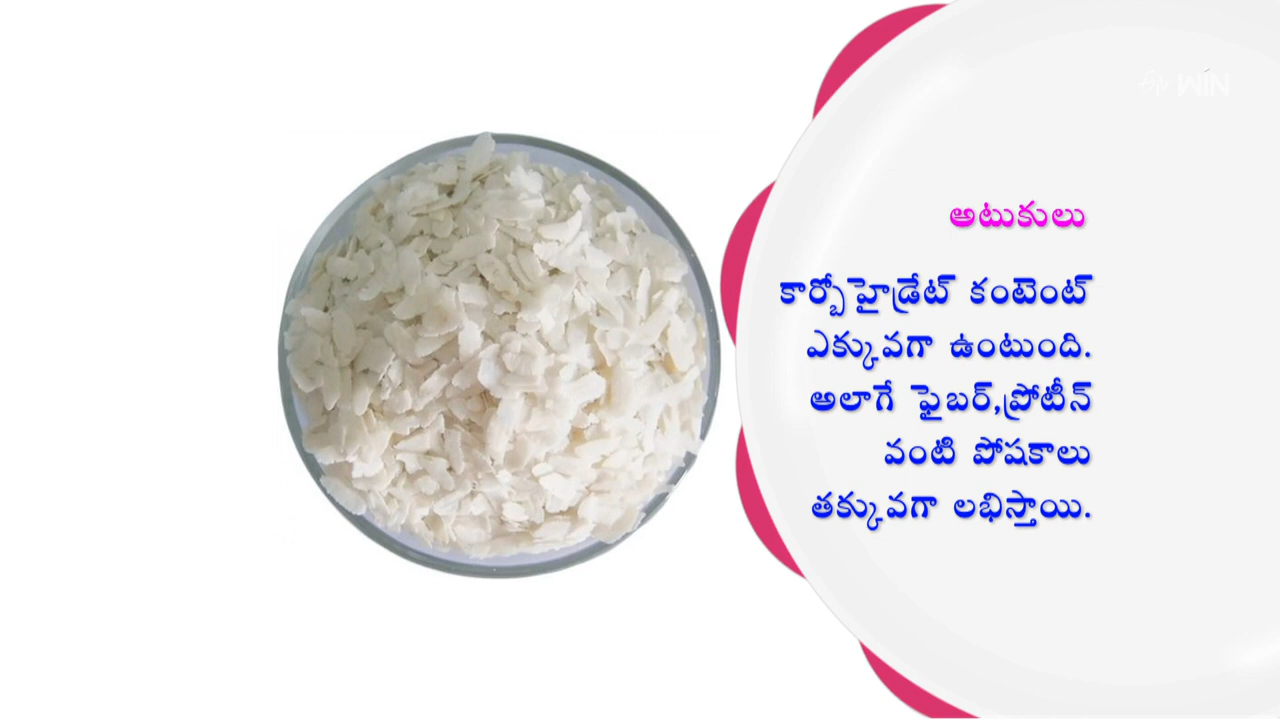 WIN
అటుకులు
కార్బోహైడ్రేట్ కంటెంట్
ఎక్కువగా ఉంటుంది.
అలాగే ఫైబర్,ప్రోటీన్
వంటి పోషకాలు
తక్కువగా లభిస్తాయి.